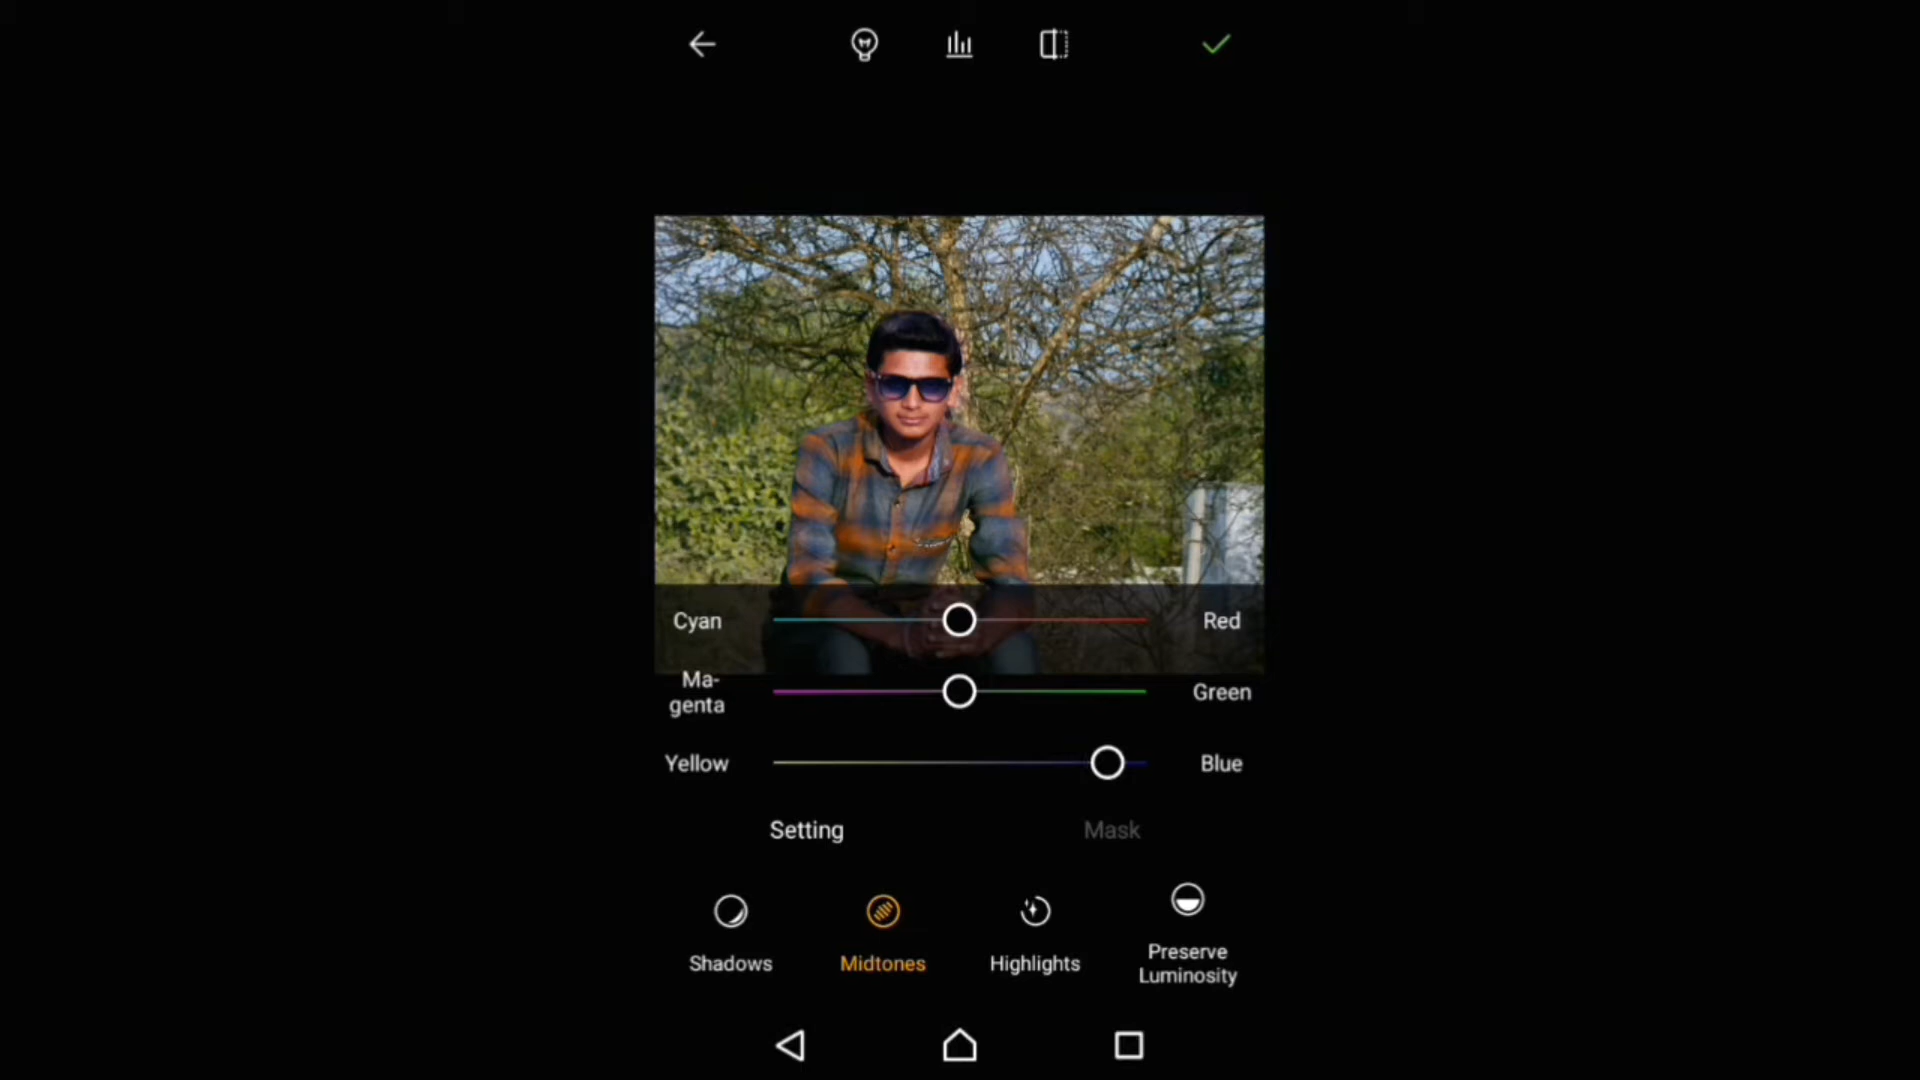 Cyan
Red
Ma-
genta
Green
Yellow
Blue
Setting
Mask
Shadows
Midtones
Highlights
Preserve
Luminosity